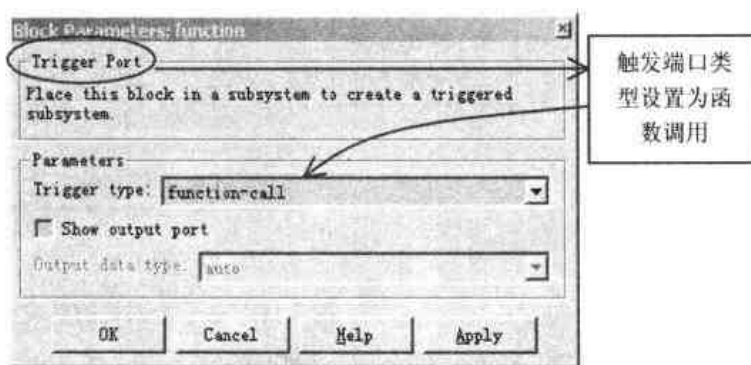 Block Parameters: function
Trigger Port
Place this block in a subsystem to create a triggered
subsystem.
Parameters
Trigger type: function-call
Show output port
Output data type: auto
OK Cancel Help Apply
触发端口类
型设置为函
数调用